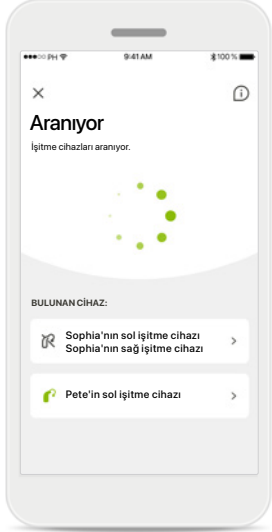 PH
9:41 AM
100 %
Aranıyor
İşitme cihazları aranıyor.
BULUNAN CİHAZ:
Sophia'nın sol işitme cihazı
Sophia'nın sağ işitme cihazı
Pete'in sol işitme cihazı